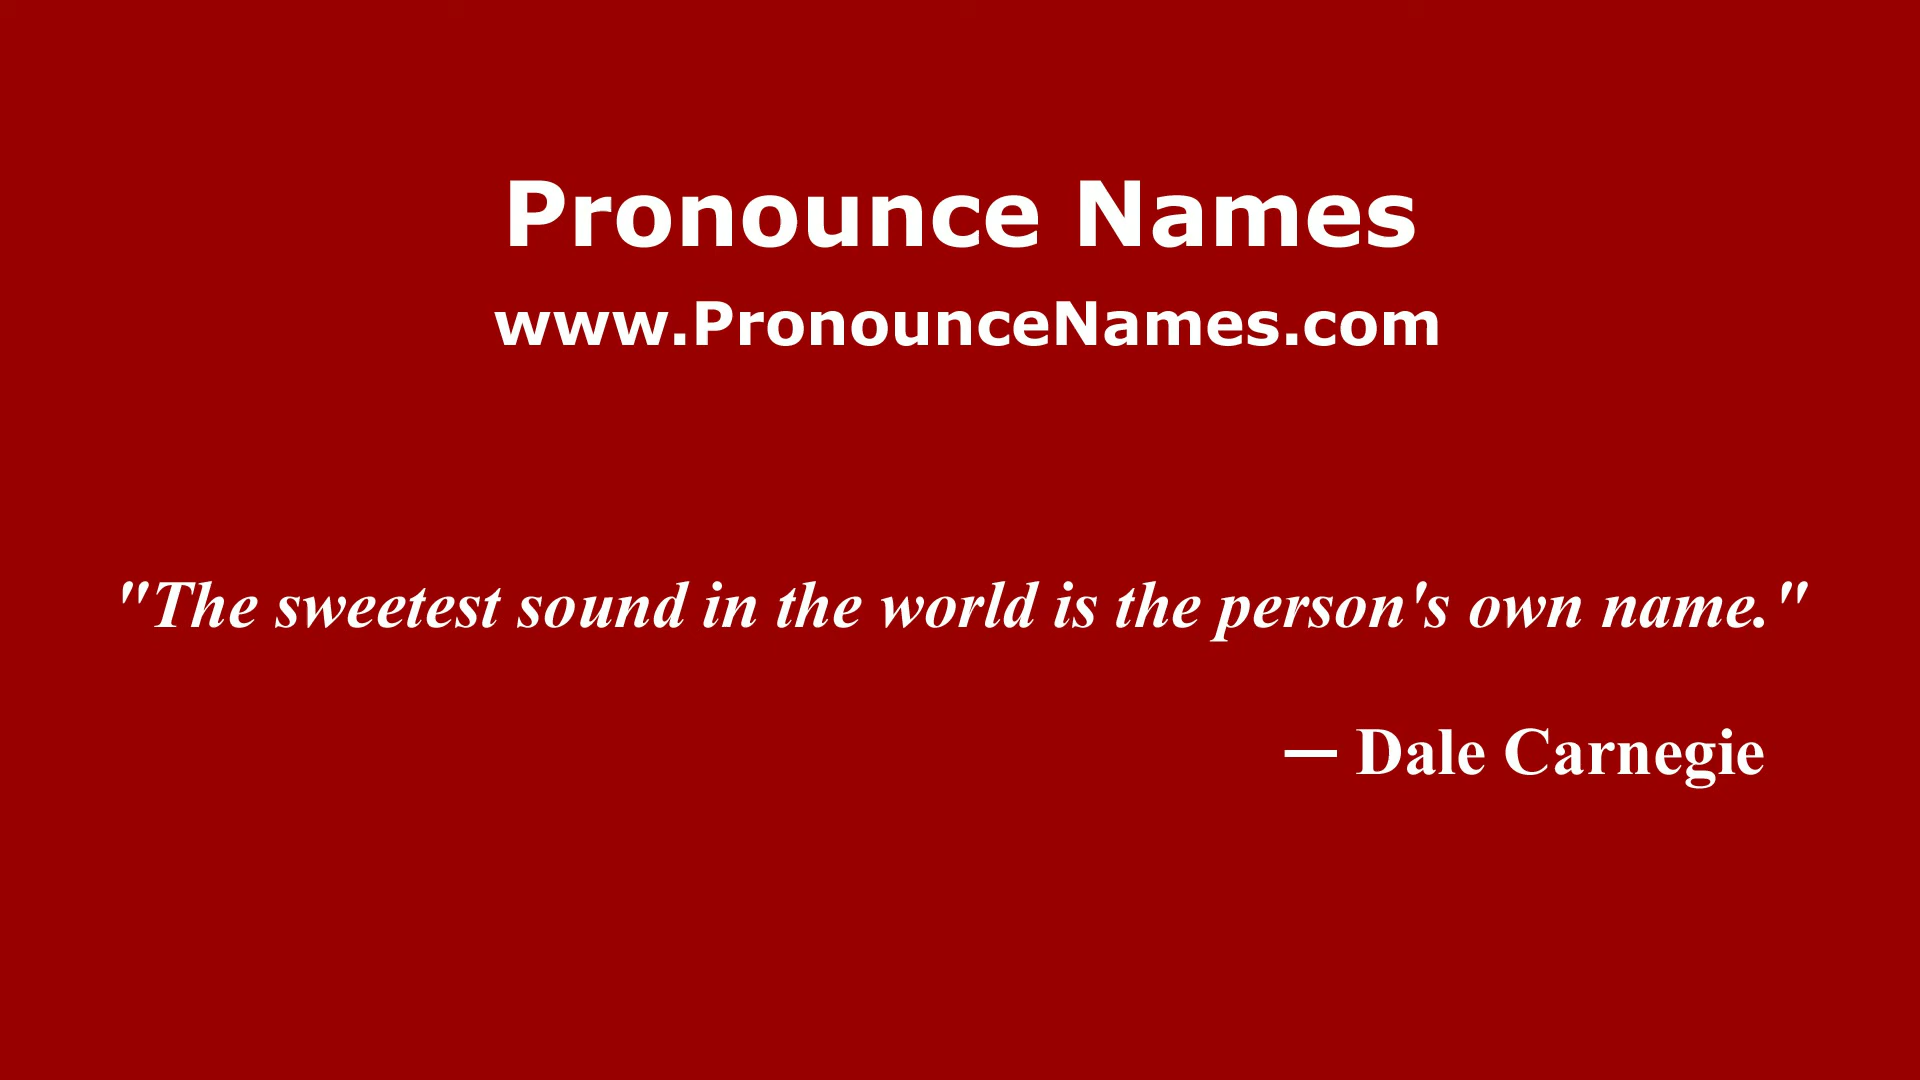 Pronounce Names
www.PronounceNames.com
"The sweetest sound in the world is the person's own name."
— Dale Carnegie